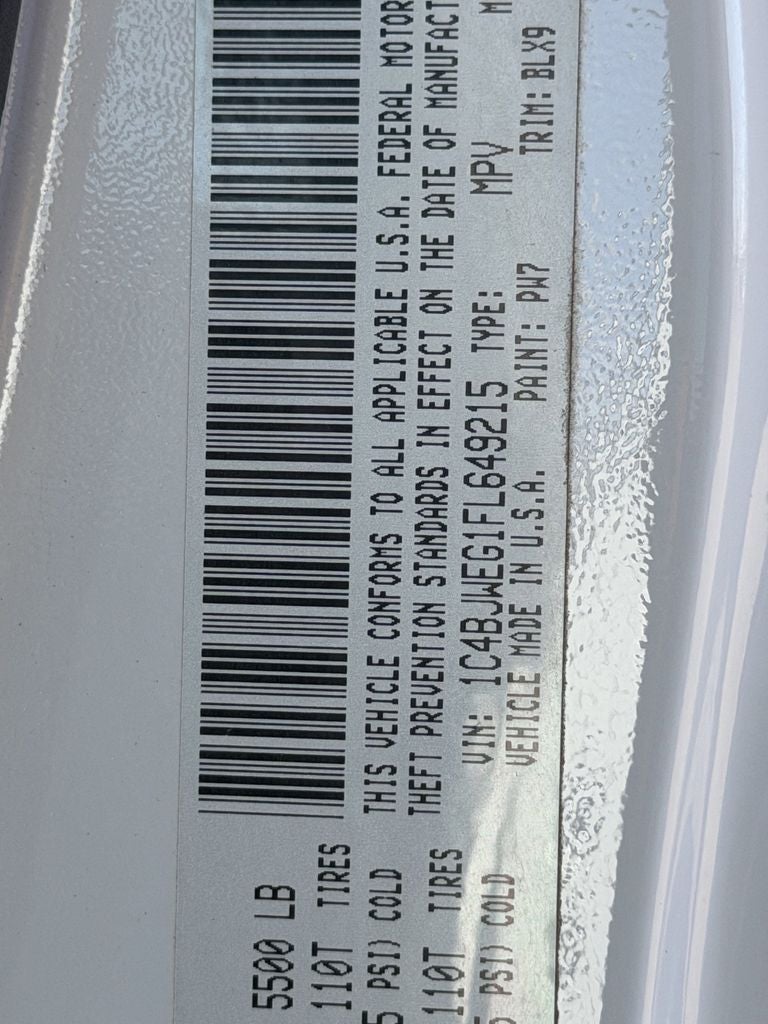 5500 LB
110T TIRES
5 PSI) COLD
110T TIRES
5 PSI) COLD
THIS VEHICLE CONFORMS TO ALL APPLICABLE U.S.A. FEDERAL MOTOR
THEFT PREVENTION STANDARDS IN EFFECT ON THE DATE OF MANUFACT
VIN: 1C4BJWEG1FL649215 TYPE: MPV M
VEHICLE MADE IN U.S.A. PAINT: PW7 TRIM: BLX9